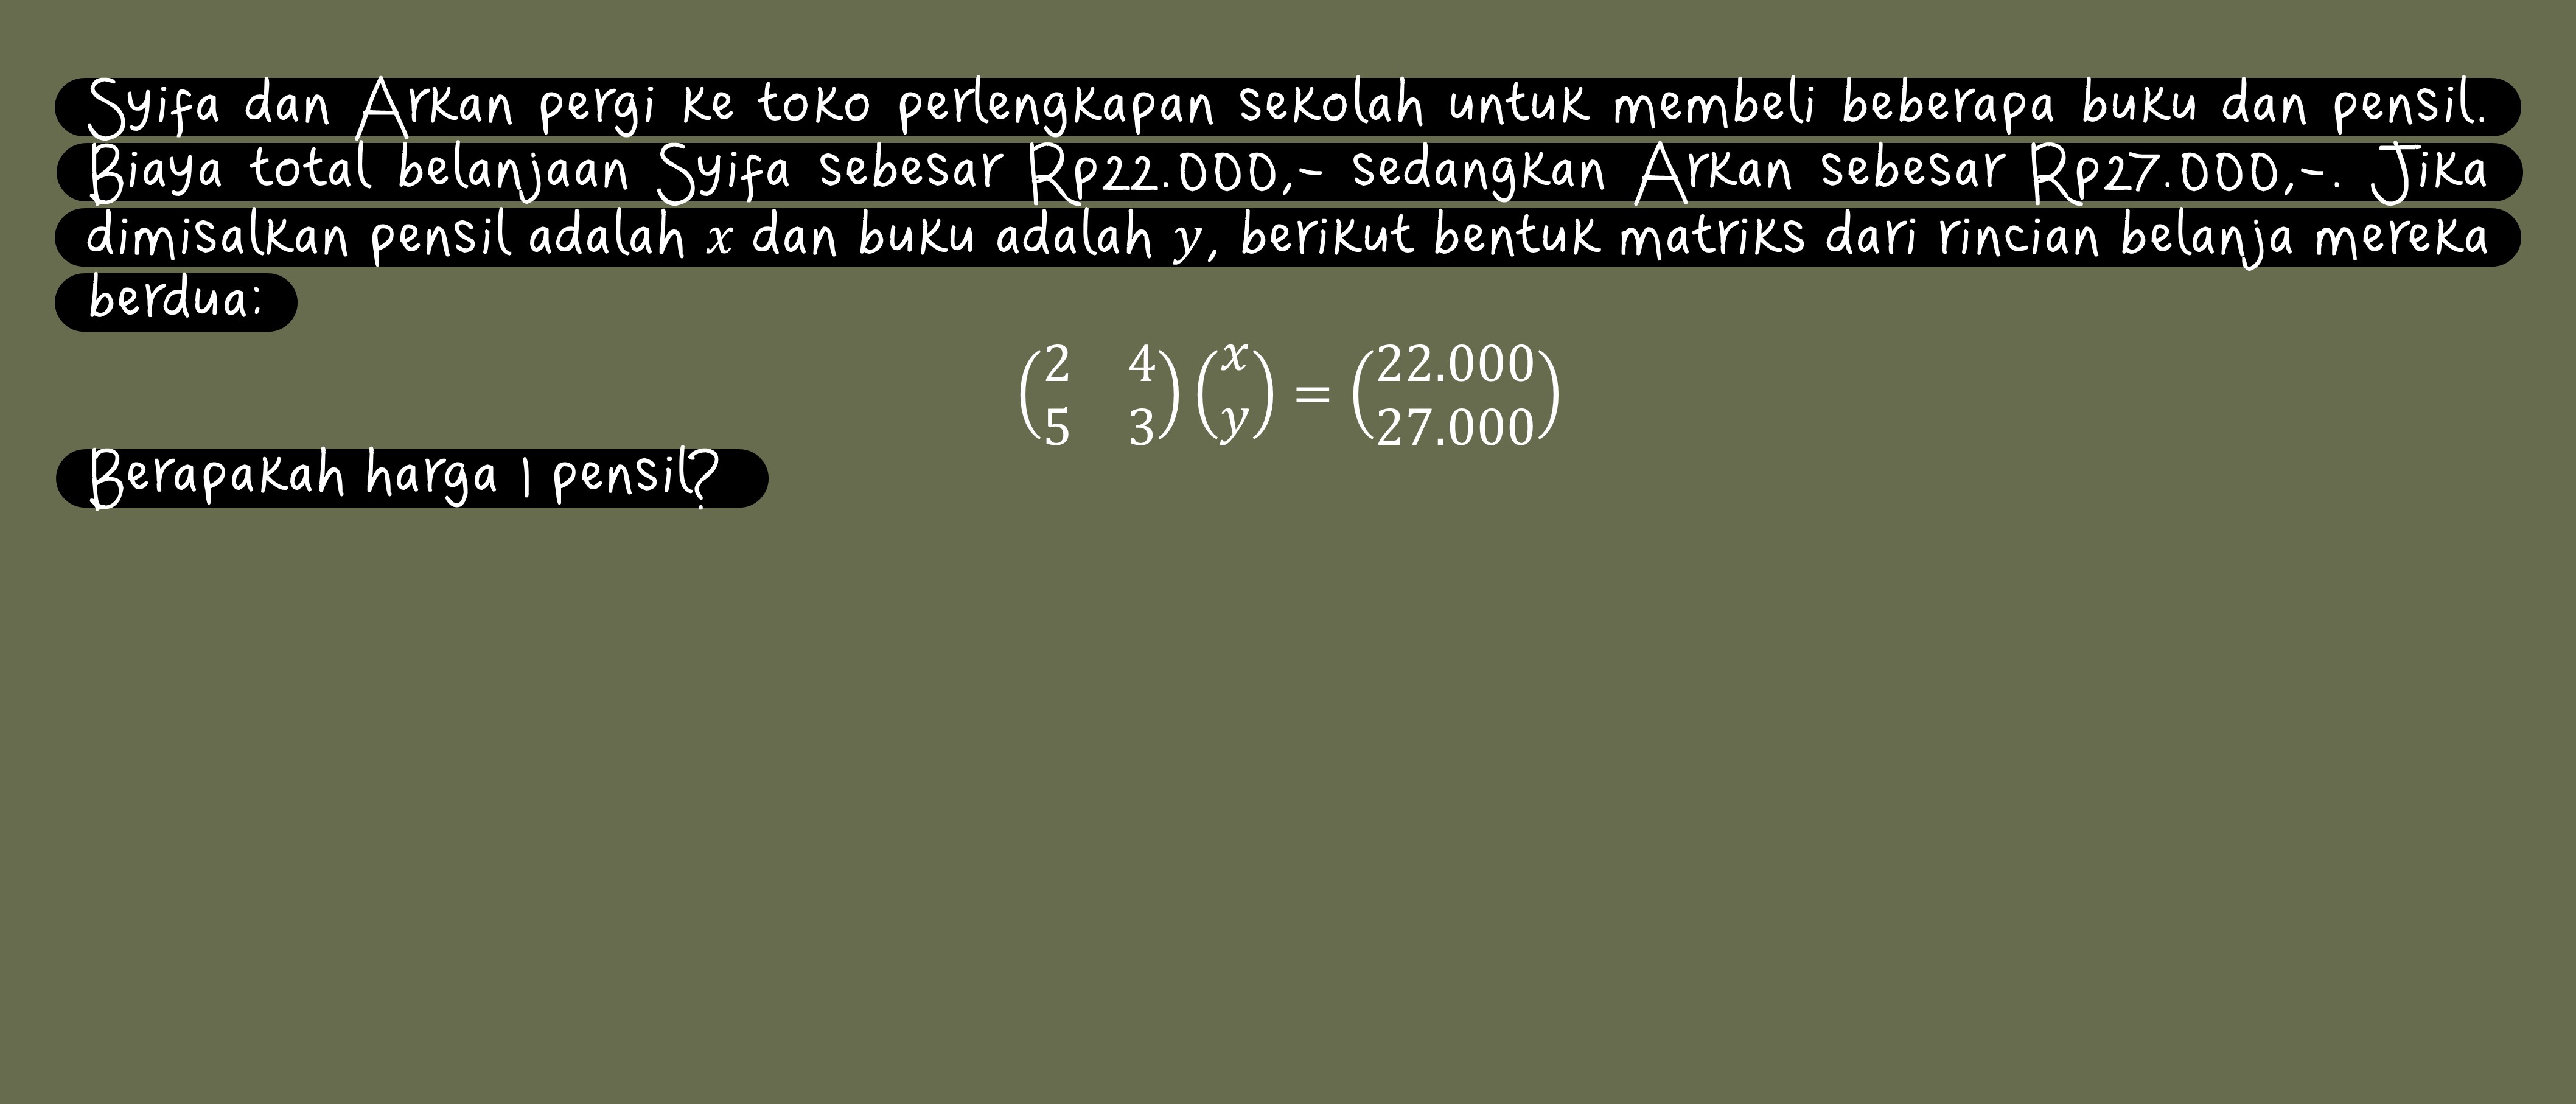 Syifa dan Arkan pergi ke toko perlengkapan sekolah untuk membeli beberapa buku dan pensil.
Biaya total belanjaan Syifa sebesar Rp22.000,- sedangkan Arkan sebesar Rp27.000,-. Jika
dimisalkan pensil adalah x dan buku adalah y, berikut bentuk matriks dari rincian belanja mereka
berdua:
(2 4) (x) = (22.000)
(5 3) (y) (27.000)
Berapakah harga 1 pensil?